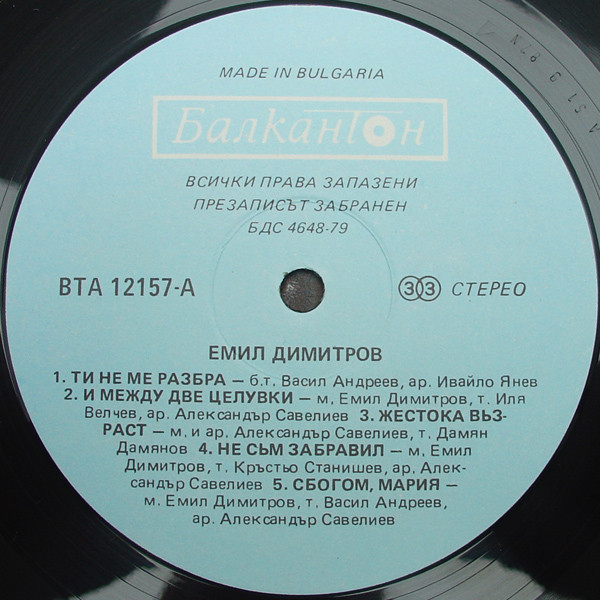 MADE IN BULGARIA
Балкантон
ВСИЧКИ ПРАВА ЗАПАЗЕНИ
ПРЕЗАПИСЪТ ЗАБРАНЕН
БДС 4648-79
ВТА 12157-А
33 СТЕРЕО
ЕМИЛ ДИМИТРОВ
1. ТИ НЕ МЕ РАЗБРА — б.т. Васил Андреев, ар. Ивайло Янев
2. И МЕЖДУ ДВЕ ЦЕЛУВКИ — м. Емил Димитров, т. Иля
Велчев, ар. Александър Савелиев 3. ЖЕСТОКА ВЪЗ-
РАСТ — м. и ар. Александър Савелиев, т. Дамян
Дамянов 4. НЕ СЪМ ЗАБРАВИЛ — м. Емил
Димитров, т. Кръстьо Станишев, ар. Алек-
сандър Савелиев 5. СБОГОМ, МАРИЯ —
м. Емил Димитров, т. Васил Андреев,
ар. Александър Савелиев